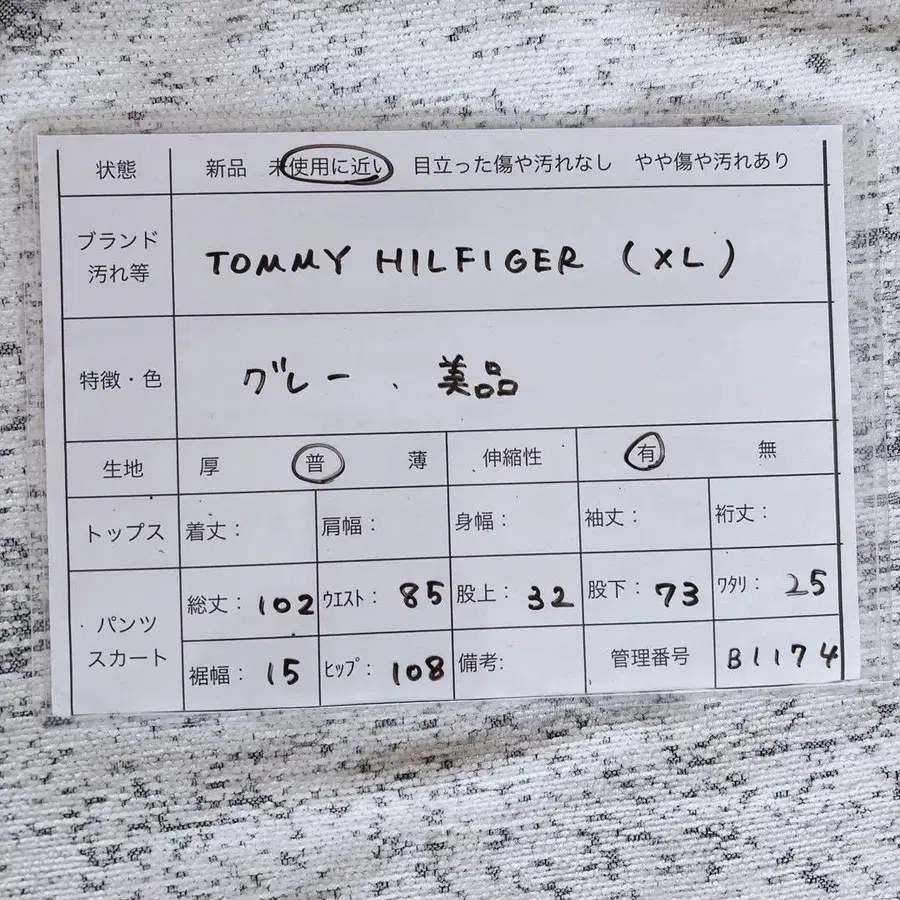 状態 新品 未使用に近い 目立った傷や汚れなし やや傷や汚れあり
ブランド
汚れ等
TOMMY HILFIGER (XL)
特徴・色 グレー . 美品
生地 厚 普 薄 伸縮性 有 無
トップス 着丈: 肩幅: 身幅: 袖丈: 裄丈:
パンツ
スカート
総丈: 102 ウエスト: 85 股上: 32 股下: 73 ワタリ: 25
裾幅: 15 ヒップ: 108 備考: 管理番号 B1174